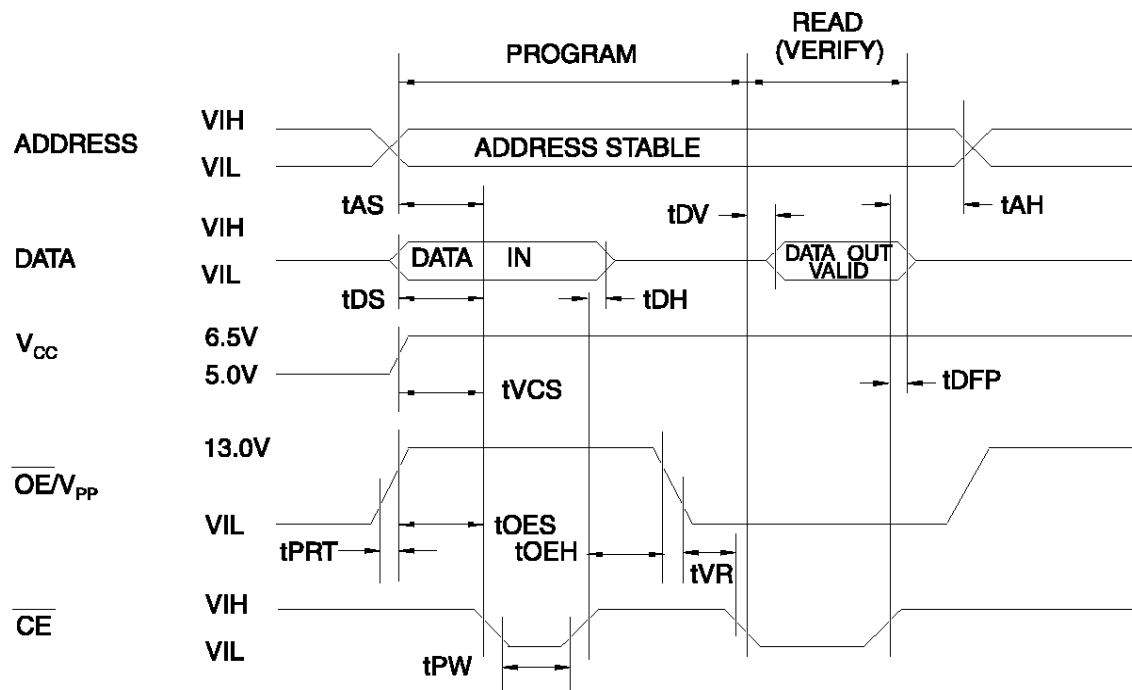 READ
(VERIFY)
PROGRAM
ADDRESS
VIH
VIL
ADDRESS STABLE
tAS
tDV
tAH
DATA
VIH
VIL
DATA IN
DATA OUT
VALID
tDS
tDH
VCC
6.5V
5.0V
tVCS
tDFP
OE/VPP
13.0V
VIL
tPRT
tOES
tOEH
tVR
CE
VIH
VIL
tPW